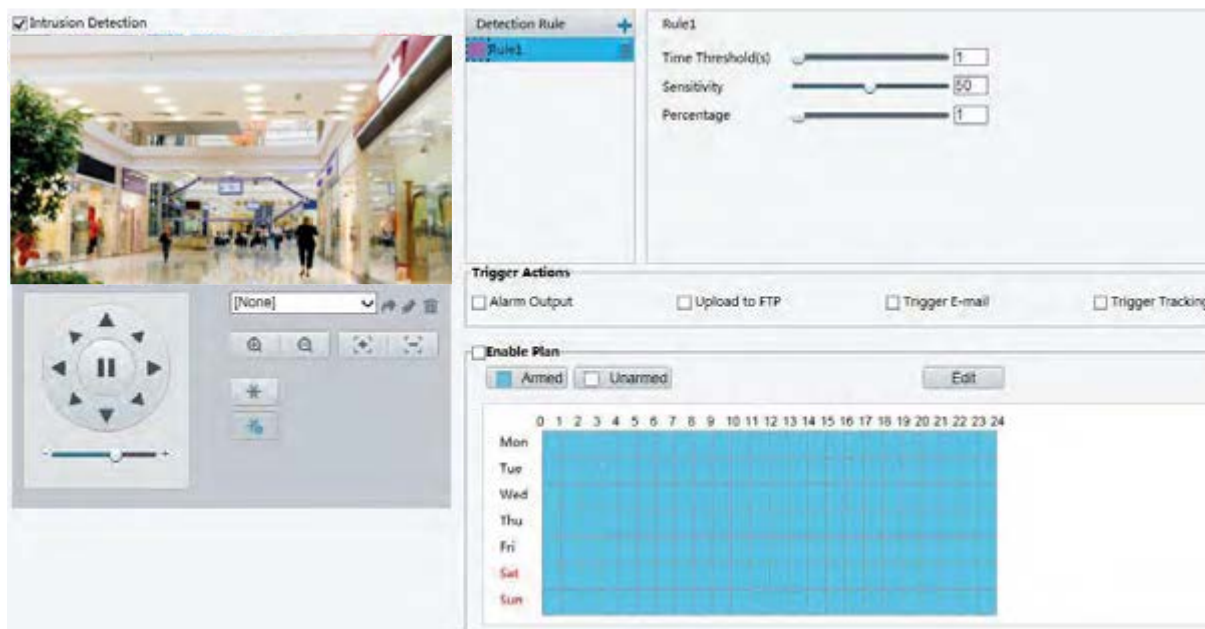 Intrusion Detection
[None]
Detection Rule
Rule1
Rule1
Time Threshold(s) 1
Sensitivity 50
Percentage 1
Trigger Actions
Alarm Output Upload to FTP Trigger E-mail Trigger Tracking
Enable Plan
Armed Unarmed Edit
0 1 2 3 4 5 6 7 8 9 10 11 12 13 14 15 16 17 18 19 20 21 22 23 24
Mon
Tue
Wed
Thu
Fri
Sat
Sun